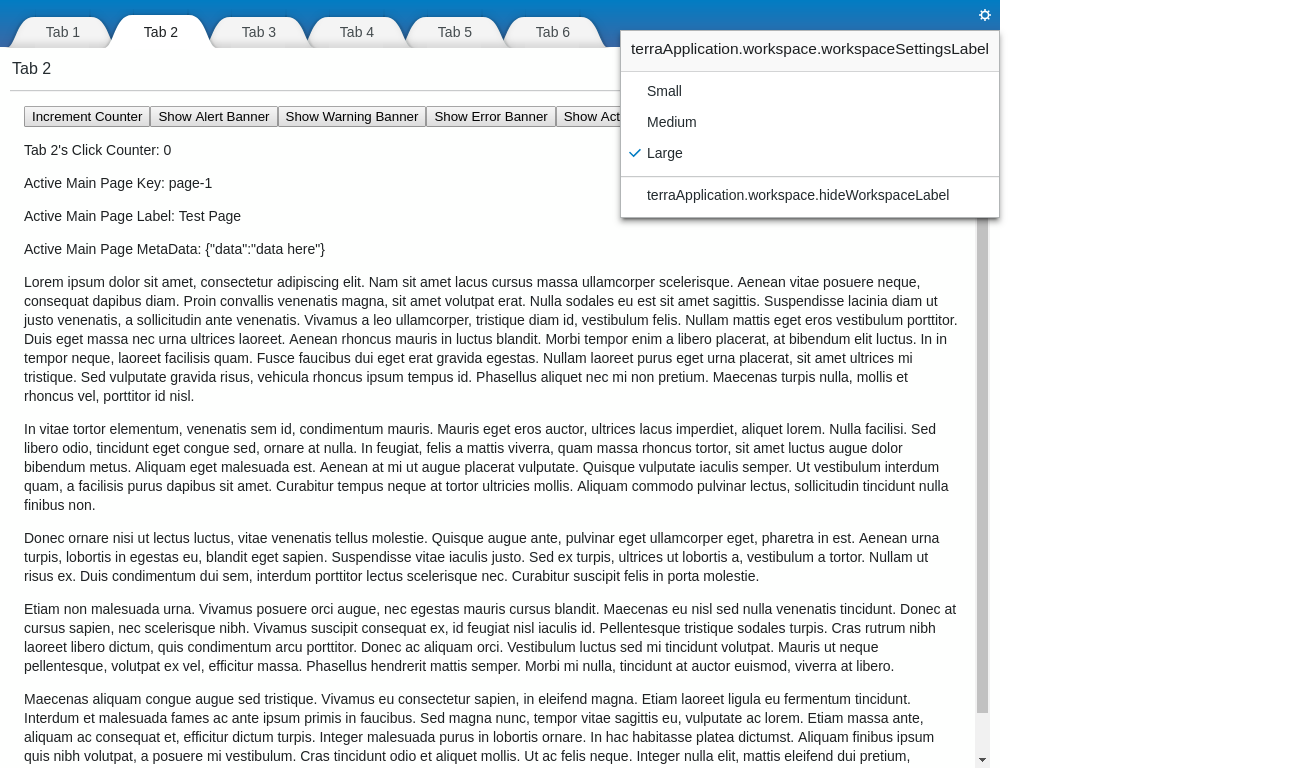 Tab 1
Tab 2
Tab 3
Tab 4
Tab 5
Tab 6
terraApplication.workspace.workspaceSettingsLabel
Small
Medium
Large
terraApplication.workspace.hideWorkspaceLabel
Tab 2
Increment Counter
Show Alert Banner
Show Warning Banner
Show Error Banner
Show Act
Tab 2's Click Counter: 0
Active Main Page Key: page-1
Active Main Page Label: Test Page
Active Main Page MetaData: {"data":"data here"}
Lorem ipsum dolor sit amet, consectetur adipiscing elit. Nam sit amet lacus cursus massa ullamcorper scelerisque. Aenean vitae posuere neque,
consequat dapibus diam. Proin convallis venenatis magna, sit amet volutpat erat. Nulla sodales eu est sit amet sagittis. Suspendisse lacinia diam ut
justo venenatis, a sollicitudin ante venenatis. Vivamus a leo ullamcorper, tristique diam id, vestibulum felis. Nullam mattis eget eros vestibulum porttitor.
Duis eget massa nec urna ultrices laoreet. Aenean rhoncus mauris in luctus blandit. Morbi tempor enim a libero placerat, at bibendum elit luctus. In in
tempor neque, laoreet facilisis quam. Fusce faucibus dui eget erat gravida egestas. Nullam laoreet purus eget urna placerat, sit amet ultrices mi
tristique. Sed vulputate gravida risus, vehicula rhoncus ipsum tempus id. Phasellus aliquet nec mi non pretium. Maecenas turpis nulla, mollis et
rhoncus vel, porttitor id nisl.
In vitae tortor elementum, venenatis sem id, condimentum mauris. Mauris eget eros auctor, ultrices lacus imperdiet, aliquet lorem. Nulla facilisi. Sed
libero odio, tincidunt eget congue sed, ornare at nulla. In feugiat, felis a mattis viverra, quam massa rhoncus tortor, sit amet luctus augue dolor
bibendum metus. Aliquam eget malesuada est. Aenean at mi ut augue placerat vulputate. Quisque vulputate iaculis semper. Ut vestibulum interdum
quam, a facilisis purus dapibus sit amet. Curabitur tempus neque at tortor ultricies mollis. Aliquam commodo pulvinar lectus, sollicitudin tincidunt nulla
finibus non.
Donec ornare nisi ut lectus luctus, vitae venenatis tellus molestie. Quisque augue ante, pulvinar eget ullamcorper eget, pharetra in est. Aenean urna
turpis, lobortis in egestas eu, blandit eget sapien. Suspendisse vitae iaculis justo. Sed ex turpis, ultrices ut lobortis a, vestibulum a tortor. Nullam ut
risus ex. Duis condimentum dui sem, interdum porttitor lectus scelerisque nec. Curabitur suscipit felis in porta molestie.
Etiam non malesuada urna. Vivamus posuere orci augue, nec egestas mauris cursus blandit. Maecenas eu nisl sed nulla venenatis tincidunt. Donec at
cursus sapien, nec scelerisque nibh. Vivamus suscipit consequat ex, id feugiat nisl iaculis id. Pellentesque tristique sodales turpis. Cras rutrum nibh
laoreet libero dictum, quis condimentum arcu porttitor. Donec ac aliquam orci. Vestibulum luctus sed mi tincidunt volutpat. Mauris ut neque
pellentesque, volutpat ex vel, efficitur massa. Phasellus hendrerit mattis semper. Morbi mi nulla, tincidunt at auctor euismod, viverra at libero.
Maecenas aliquam congue augue sed tristique. Vivamus eu consectetur sapien, in eleifend magna. Etiam laoreet ligula eu fermentum tincidunt.
Interdum et malesuada fames ac ante ipsum primis in faucibus. Sed magna nunc, tempor vitae sagittis eu, vulputate ac lorem. Etiam massa ante,
aliquam ac consequat et, efficitur dictum turpis. Integer malesuada purus in lobortis ornare. In hac habitasse platea dictumst. Aliquam finibus ipsum
quis nibh volutpat, a posuere mi vestibulum. Cras tincidunt odio et aliquet mollis. Ut ac felis neque. Integer nulla elit, mattis eleifend dui pretium,